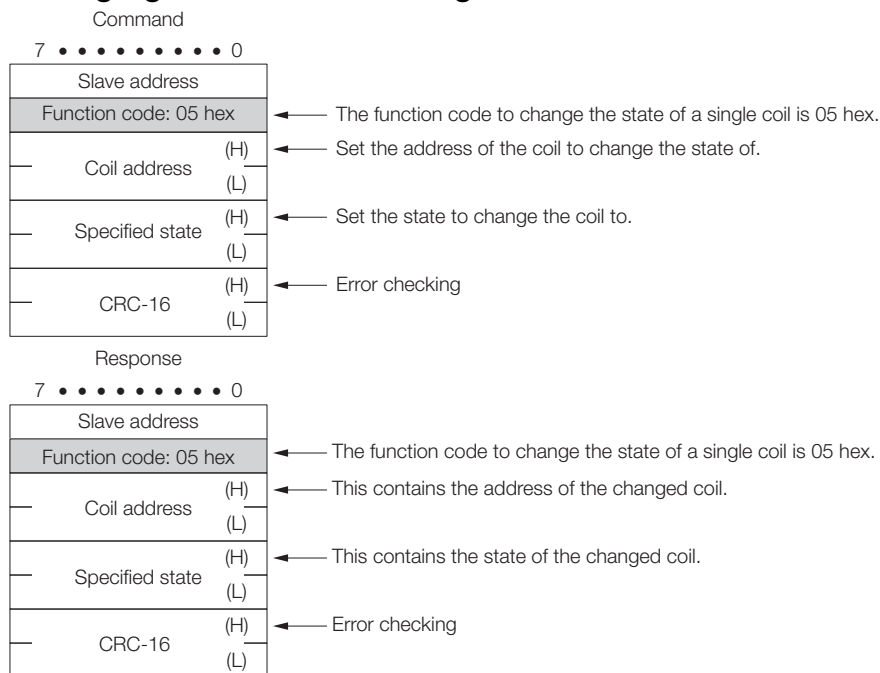 Command
7 • • • • • • • • • 0
Slave address
Function code: 05 hex
The function code to change the state of a single coil is 05 hex.
Coil address
(H)
(L)
Set the address of the coil to change the state of.
Specified state
(H)
(L)
Set the state to change the coil to.
CRC-16
(H)
(L)
Error checking
Response
7 • • • • • • • • • 0
Slave address
Function code: 05 hex
The function code to change the state of a single coil is 05 hex.
Coil address
(H)
(L)
This contains the address of the changed coil.
Specified state
(H)
(L)
This contains the state of the changed coil.
CRC-16
(H)
(L)
Error checking